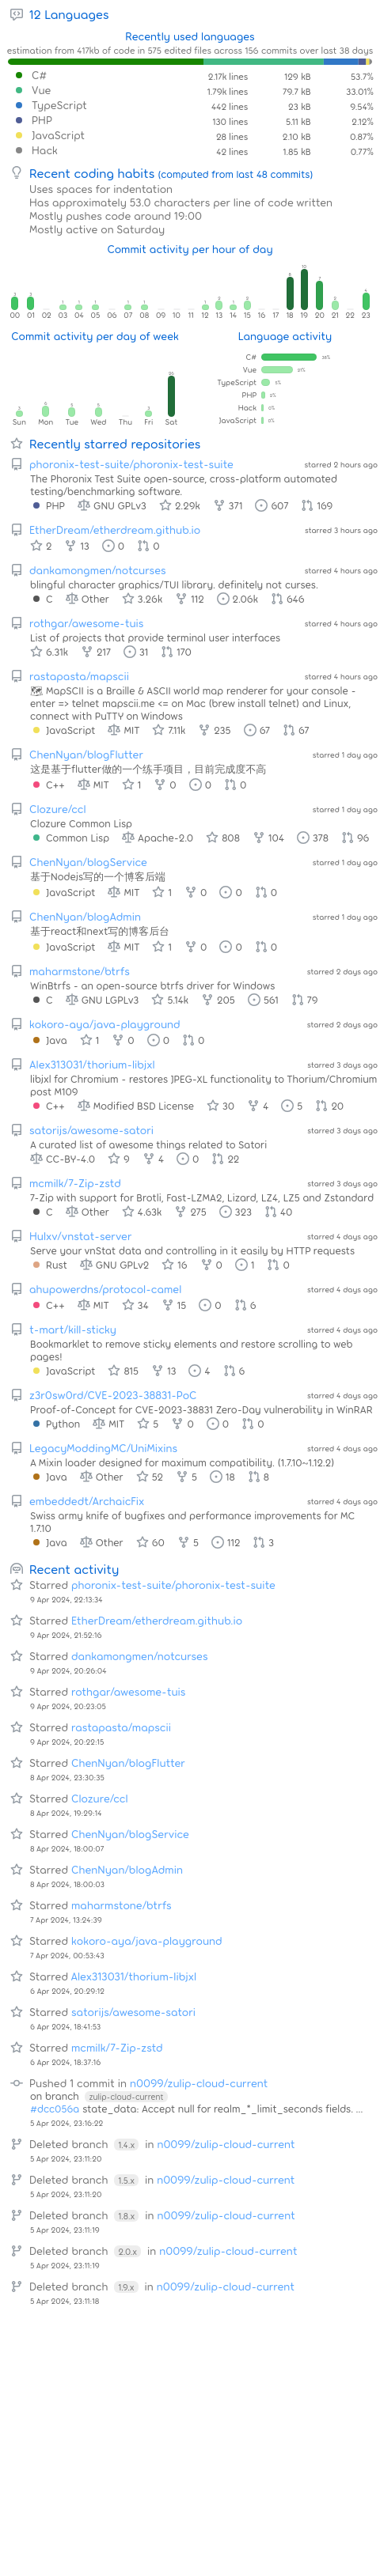 12 Languages
Recently used languages
estimation from 417kb of code in 575 edited files across 156 commits over last 38 days
C# 2.17k lines 129 kB 53.7%
Vue 1.79k lines 79.7 kB 33.01%
TypeScript 442 lines 23 kB 9.54%
PHP 130 lines 5.11 kB 2.12%
JavaScript 28 lines 2.10 kB 0.87%
Hack 42 lines 1.85 kB 0.77%
Recent coding habits (computed from last 48 commits)
Uses spaces for indentation
Has approximately 53.0 characters per line of code written
Mostly pushes code around 19:00
Mostly active on Saturday
Commit activity per hour of day
00 01 02 03 04 05 06 07 08 09 10 11 12 13 14 15 16 17 18 19 20 21 22 23
Commit activity per day of week
Sun Mon Tue Wed Thu Fri Sat
Language activity
C#
Vue
TypeScript
PHP
Hack
JavaScript
Recently starred repositories
phoronix-test-suite/phoronix-test-suite starred 2 hours ago
The Phoronix Test Suite open-source, cross-platform automated
testing/benchmarking software.
PHP GNU GPLv3 2.29k 371 607 169
EtherDream/etherdream.github.io starred 3 hours ago
2 13 0 0
dankamongmen/notcurses starred 4 hours ago
blingful character graphics/TUI library. definitely not curses.
C Other 3.26k 112 2.06k 646
rothgar/awesome-tuis starred 4 hours ago
List of projects that provide terminal user interfaces
6.31k 217 31 170
rastapasta/mapscii starred 4 hours ago
🗺 MapSCII is a Braille & ASCII world map renderer for your console -
enter => telnet mapscii.me <= on Mac (brew install telnet) and Linux,
connect with PuTTY on Windows
JavaScript MIT 7.11k 235 67 67
ChenNyan/blogFlutter starred 1 day ago
这是基于flutter做的一个练手项目，目前完成度不高
C++ MIT 1 0 0 0
Clozure/ccl starred 1 day ago
Clozure Common Lisp
Common Lisp Apache-2.0 808 104 378 96
ChenNyan/blogService starred 1 day ago
基于Nodejs写的一个博客后端
JavaScript MIT 1 0 0 0
ChenNyan/blogAdmin starred 1 day ago
基于react和next写的博客后台
JavaScript MIT 1 0 0 0
maharmstone/btrfs starred 2 days ago
WinBtrfs - an open-source btrfs driver for Windows
C GNU LGPLv3 5.14k 205 561 79
kokoro-aya/java-playground starred 2 days ago
Java 1 0 0 0
Alex313031/thorium-libjxl starred 3 days ago
libjxl for Chromium - restores JPEG-XL functionality to Thorium/Chromium
post M109
C++ Modified BSD License 30 4 5 20
satorijs/awesome-satori starred 3 days ago
A curated list of awesome things related to Satori
CC-BY-4.0 9 4 0 22
mcmilk/7-Zip-zstd starred 3 days ago
7-Zip with support for Brotli, Fast-LZMA2, Lizard, LZ4, LZ5 and Zstandard
C Other 4.63k 275 323 40
Hulxv/vnstat-server starred 4 days ago
Serve your vnStat data and controlling in it easily by HTTP requests
Rust GNU GPLv2 16 0 1 0
ahupowerdns/protocol-camel starred 4 days ago
C++ MIT 34 15 0 6
t-mart/kill-sticky starred 4 days ago
Bookmarklet to remove sticky elements and restore scrolling to web
pages!
JavaScript 815 13 4 6
z3r0sw0rd/CVE-2023-38831-PoC starred 4 days ago
Proof-of-Concept for CVE-2023-38831 Zero-Day vulnerability in WinRAR
Python MIT 5 0 0 0
LegacyModdingMC/UniMixins starred 4 days ago
A Mixin loader designed for maximum compatibility. (1.7.10~1.12.2)
Java Other 52 5 18 8
embeddedt/ArchaicFix starred 4 days ago
Swiss army knife of bugfixes and performance improvements for MC
1.7.10
Java Other 60 5 112 3
Recent activity
Starred phoronix-test-suite/phoronix-test-suite
9 Apr 2024, 22:13:34
Starred EtherDream/etherdream.github.io
9 Apr 2024, 21:52:16
Starred dankamongmen/notcurses
9 Apr 2024, 20:26:04
Starred rothgar/awesome-tuis
9 Apr 2024, 20:23:05
Starred rastapasta/mapscii
9 Apr 2024, 20:22:15
Starred ChenNyan/blogFlutter
8 Apr 2024, 23:30:35
Starred Clozure/ccl
8 Apr 2024, 19:29:14
Starred ChenNyan/blogService
8 Apr 2024, 18:00:07
Starred ChenNyan/blogAdmin
8 Apr 2024, 18:00:03
Starred maharmstone/btrfs
7 Apr 2024, 13:24:39
Starred kokoro-aya/java-playground
7 Apr 2024, 00:53:43
Starred Alex313031/thorium-libjxl
6 Apr 2024, 20:29:12
Starred satorijs/awesome-satori
6 Apr 2024, 18:41:53
Starred mcmilk/7-Zip-zstd
6 Apr 2024, 18:37:16
Pushed 1 commit in n0099/zulip-cloud-current
on branch zulip-cloud-current
#dcc056a state_data: Accept null for realm_*_limit_seconds fields. ...
5 Apr 2024, 23:16:22
Deleted branch 1.4.x in n0099/zulip-cloud-current
5 Apr 2024, 23:11:20
Deleted branch 1.5.x in n0099/zulip-cloud-current
5 Apr 2024, 23:11:20
Deleted branch 1.8.x in n0099/zulip-cloud-current
5 Apr 2024, 23:11:19
Deleted branch 2.0.x in n0099/zulip-cloud-current
5 Apr 2024, 23:11:19
Deleted branch 1.9.x in n0099/zulip-cloud-current
5 Apr 2024, 23:11:18